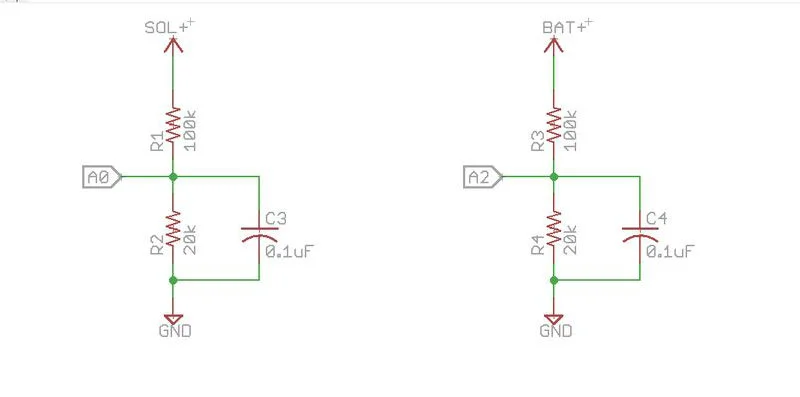 SOL+
BAT+
R1
100k
R3
100k
A0
A2
R2
20k
C3
0.1uF
R4
20k
C4
0.1uF
GND
GND